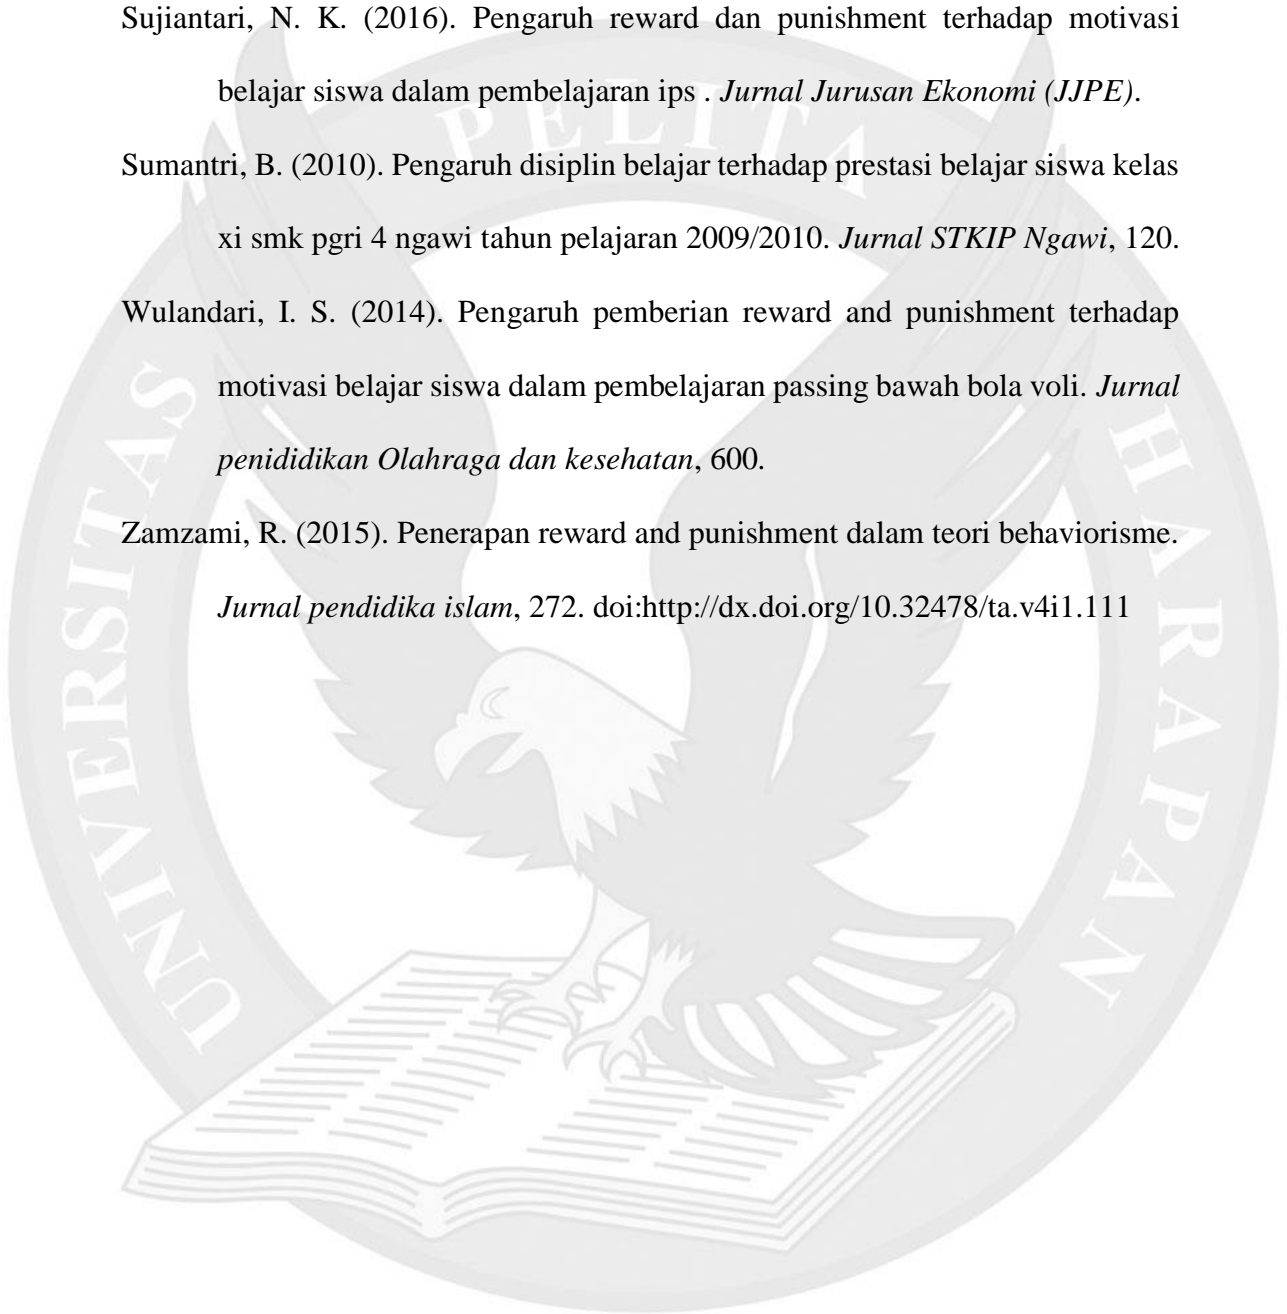 Sujiantari, N. K. (2016). Pengaruh reward dan punishment terhadap motivasi
belajar siswa dalam pembelajaran ips . Jurnal Jurusan Ekonomi (JJPE).
Sumantri, B. (2010). Pengaruh disiplin belajar terhadap prestasi belajar siswa kelas
xi smk pgri 4 ngawi tahun pelajaran 2009/2010. Jurnal STKIP Ngawi, 120.
Wulandari, I. S. (2014). Pengaruh pemberian reward and punishment terhadap
motivasi belajar siswa dalam pembelajaran passing bawah bola voli. Jurnal
penididikan Olahraga dan kesehatan, 600.
Zamzami, R. (2015). Penerapan reward and punishment dalam teori behaviorisme.
Jurnal pendidika islam, 272. doi:http://dx.doi.org/10.32478/ta.v4i1.111
UNIVERSITAS PELITA HARAPAN